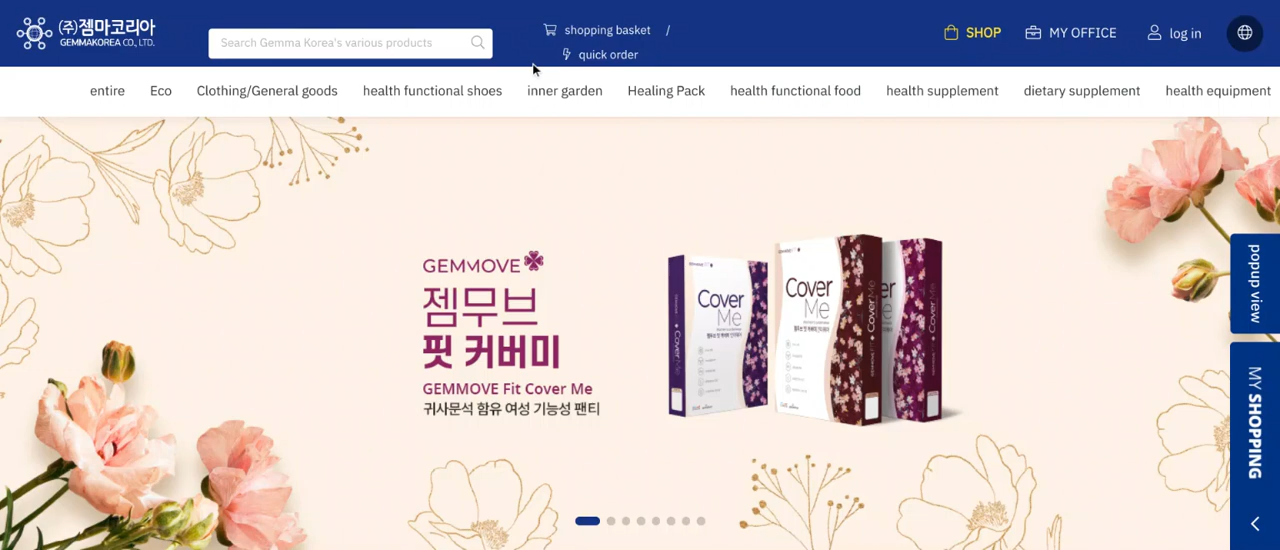 (주)젬마코리아
GEMMAKOREA CO., LTD.
Search Gemma Korea's various products
shopping basket /
quick order
SHOP
MY OFFICE
log in
entire Eco Clothing/General goods health functional shoes inner garden Healing Pack health functional food health supplement dietary supplement health equipment
GEMMOVE
젬무브
핏 커버미
GEMMOVE Fit Cover Me
귀사문석 함유 여성 기능성 팬티
Cover Me
Cover Me
Cover Me
popup view
MY SHOPPING